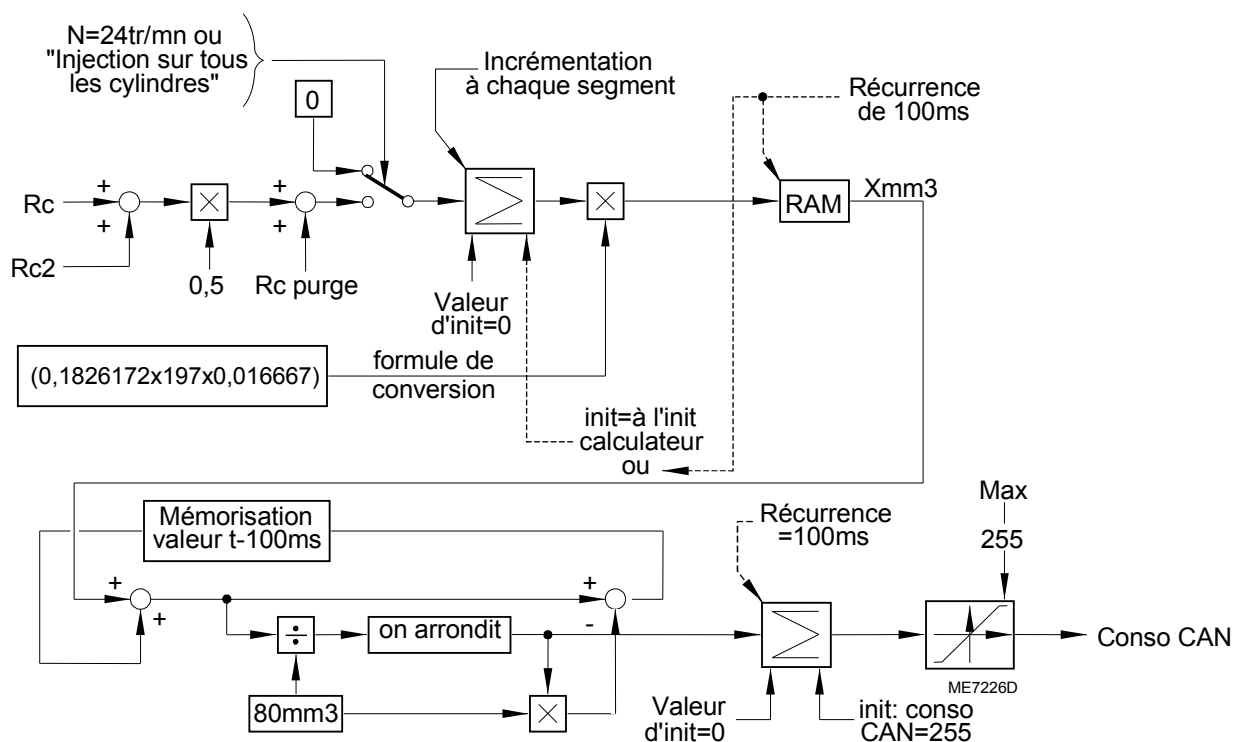 N=24tr/mn ou
"Injection sur tous
les cylindres"
Incrémentation
à chaque segment
Récurrence
de 100ms
0
Rc
+
+
Rc2
×
0,5
+
+
Rc purge
Valeur
d'init=0
×
RAM
Xmm3
(0,1826172x197x0,016667)
formule de
conversion
init=à l'init
calculateur
ou
Mémorisation
valeur t-100ms
+
+
÷
on arrondit
80mm3
×
+
-
Récurrence
=100ms
Valeur
d'init=0
init: conso
CAN=255
Max
255
ME7226D
Conso CAN